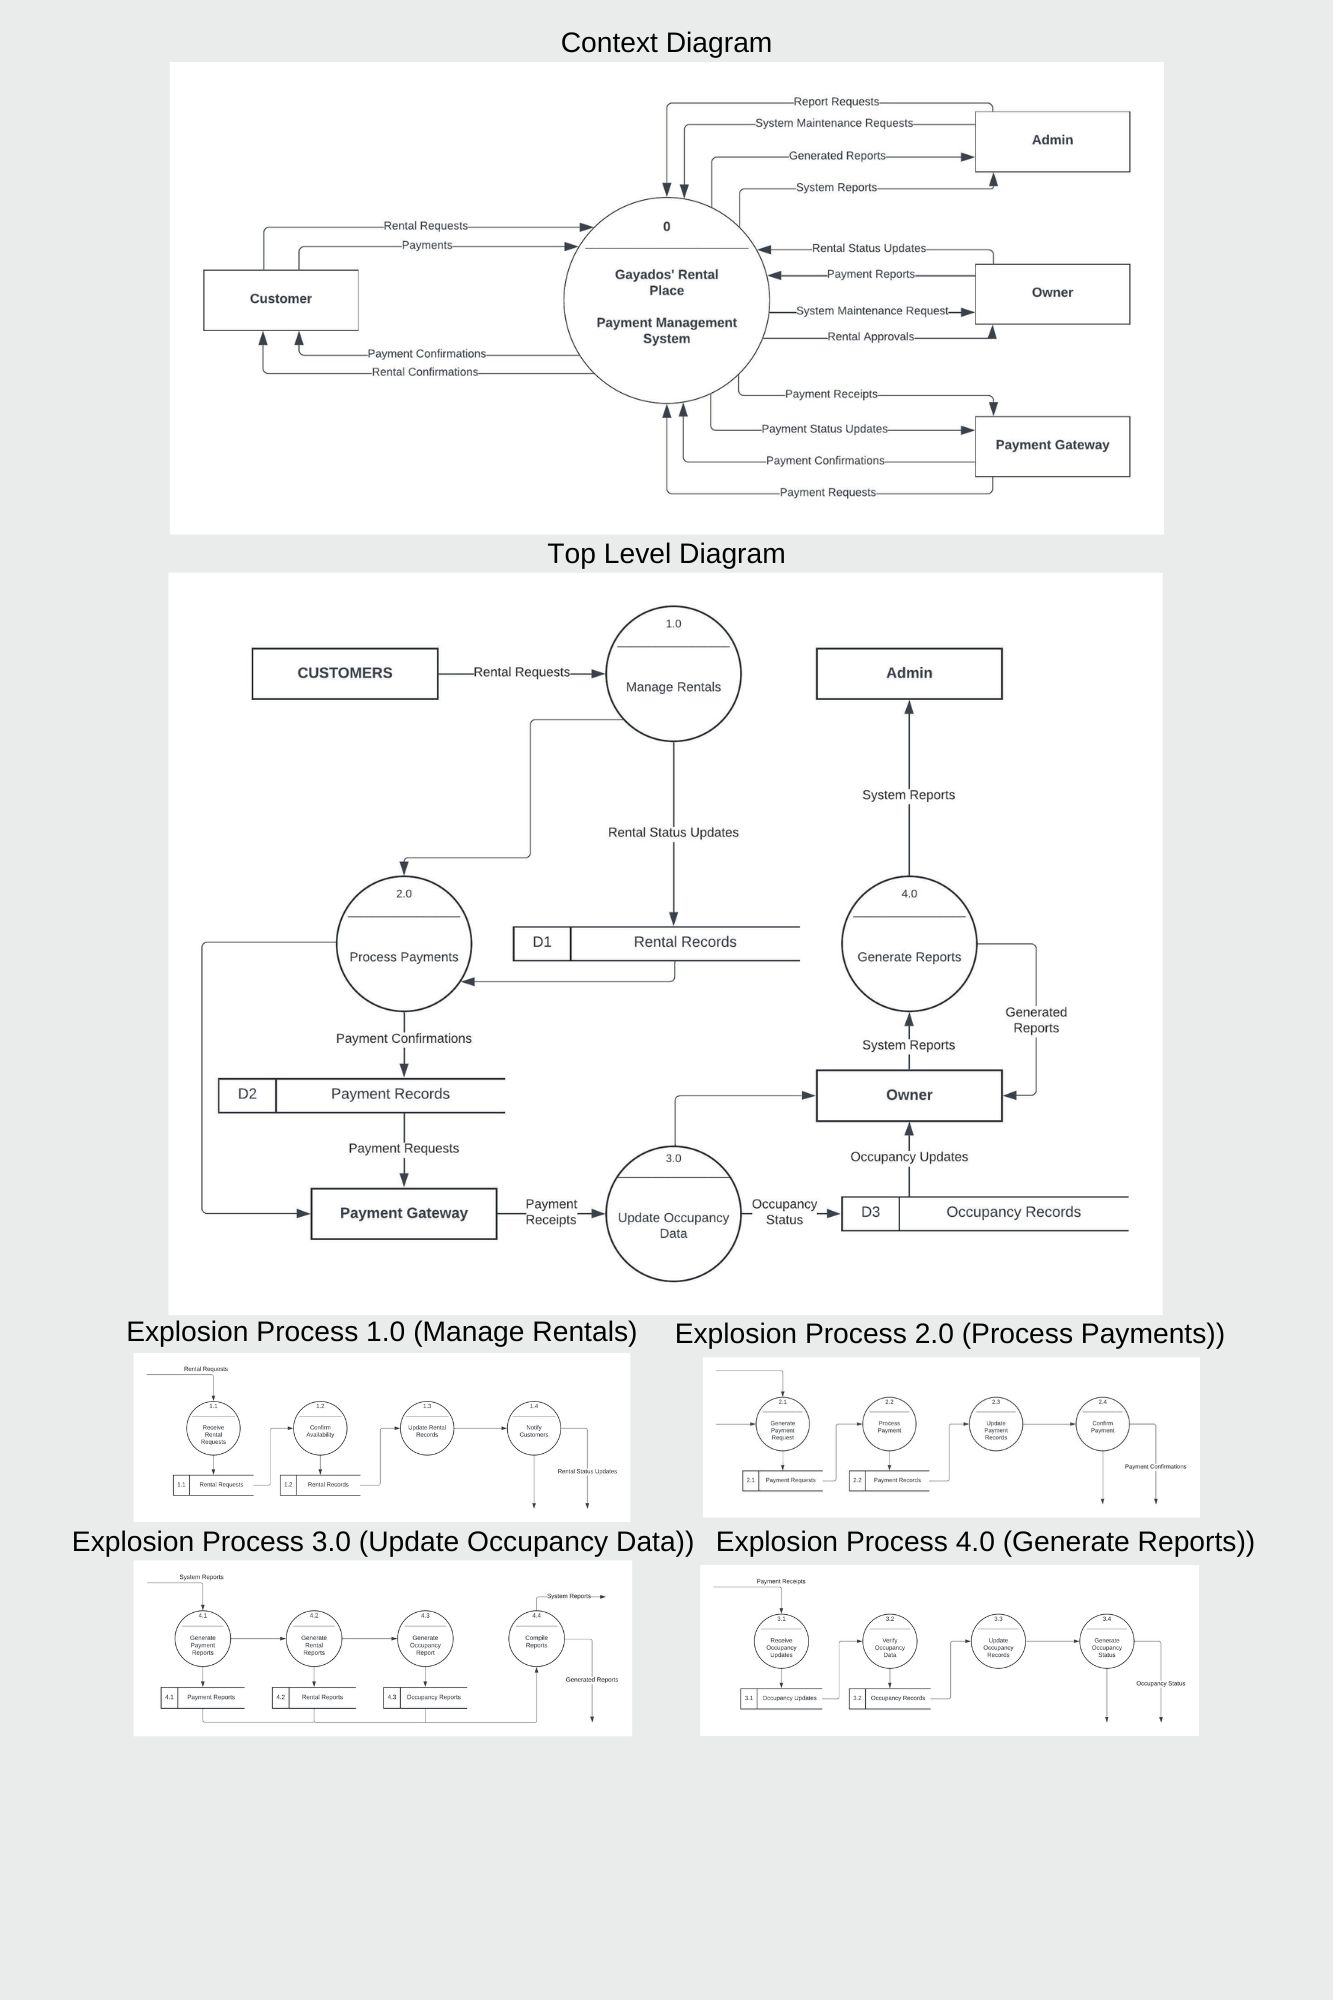 Context Diagram
Report Requests
System Maintenance Requests
Admin
Generated Reports
System Reports
0
Rental Requests
Payments
Rental Status Updates
Gayados' Rental
Place
Payment Reports
Customer
Owner
System Maintenance Request
Payment Management
System
Rental Approvals
Payment Confirmations
Rental Confirmations
Payment Receipts
Payment Status Updates
Payment Gateway
Payment Confirmations
Payment Requests
Top Level Diagram
1.0
CUSTOMERS
Rental Requests
Manage Rentals
Admin
System Reports
Rental Status Updates
2.0
4.0
Process Payments
D1
Rental Records
Generate Reports
Generated
Reports
Payment Confirmations
System Reports
D2
Payment Records
Owner
Payment Requests
3.0
Occupancy Updates
Payment Gateway
Payment
Receipts
Update Occupancy
Data
Occupancy
Status
D3
Occupancy Records
Explosion Process 1.0 (Manage Rentals)
Rental Requests
1.1
Receive
Rental
Requests
1.2
Confirm
Availability
1.3
Update Rental
Records
1.4
Notify
Customers
Rental Status Updates
1.1
Rental Requests
1.2
Rental Records
Explosion Process 2.0 (Process Payments))
2.1
Generate
Payment
Request
2.2
Process
Payment
2.3
Update
Payment
Records
2.4
Confirm
Payment
Payment Confirmations
2.1
Payment Requests
2.2
Payment Records
Explosion Process 3.0 (Update Occupancy Data))
System Reports
System Reports
4.1
Generate
Payment
Reports
4.2
Generate
Rental
Reports
4.3
Generate
Occupancy
Report
4.4
Compile
Reports
Generated Reports
4.1
Payment Reports
4.2
Rental Reports
4.3
Occupancy Reports
Explosion Process 4.0 (Generate Reports))
Payment Receipts
3.1
Receive
Occupancy
Updates
3.2
Verify
Occupancy
Data
3.3
Update
Occupancy
Records
3.4
Generate
Occupancy
Status
Occupancy Status
3.1
Occupancy Updates
3.2
Occupancy Records